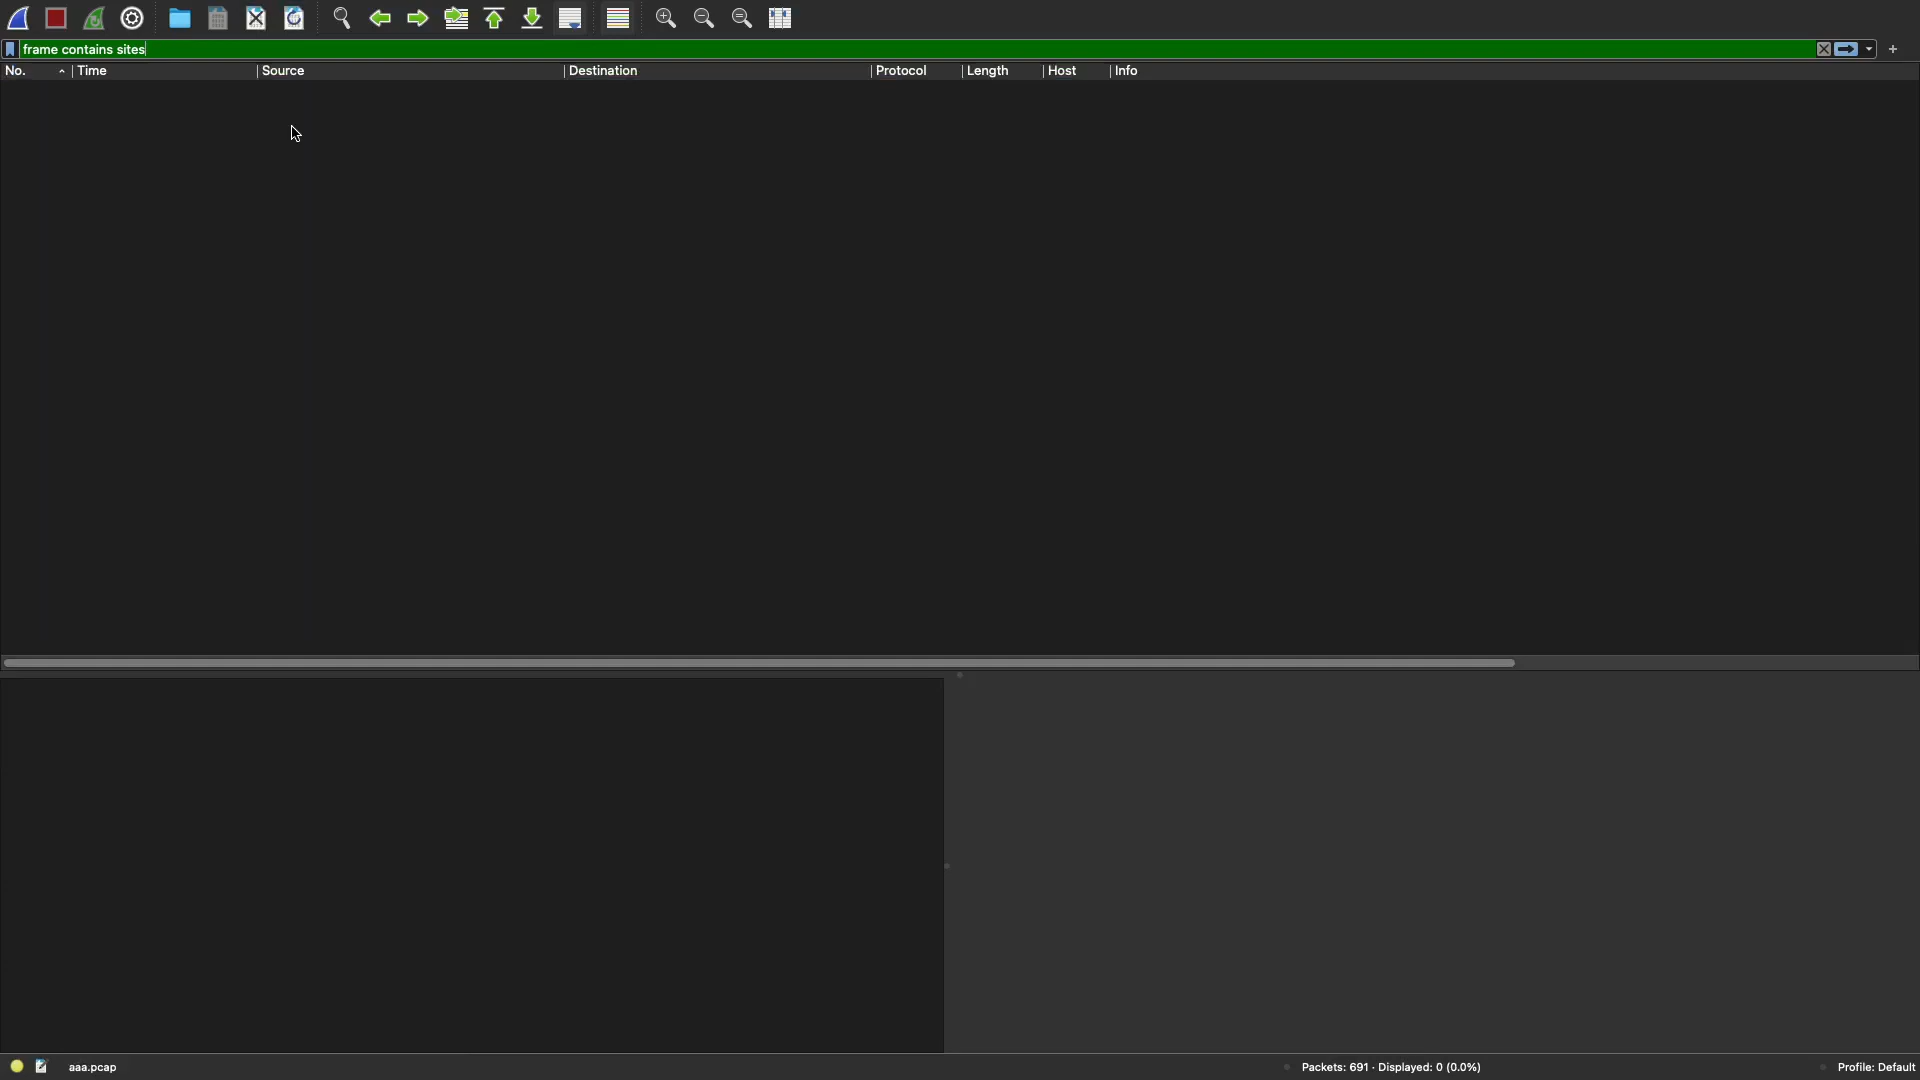 frame contains sites
No. Time Source Destination Protocol Length Host Info
aaa.pcap Packets: 691 · Displayed: 0 (0.0%) Profile: Default